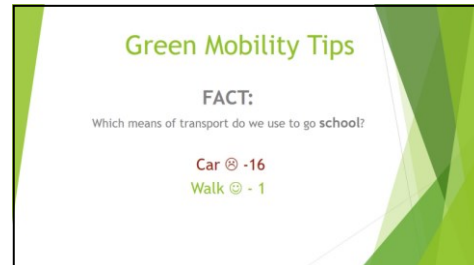 Green Mobility Tips
FACT:
Which means of transport do we use to go school?
Car ☹ -16
Walk ☺ - 1